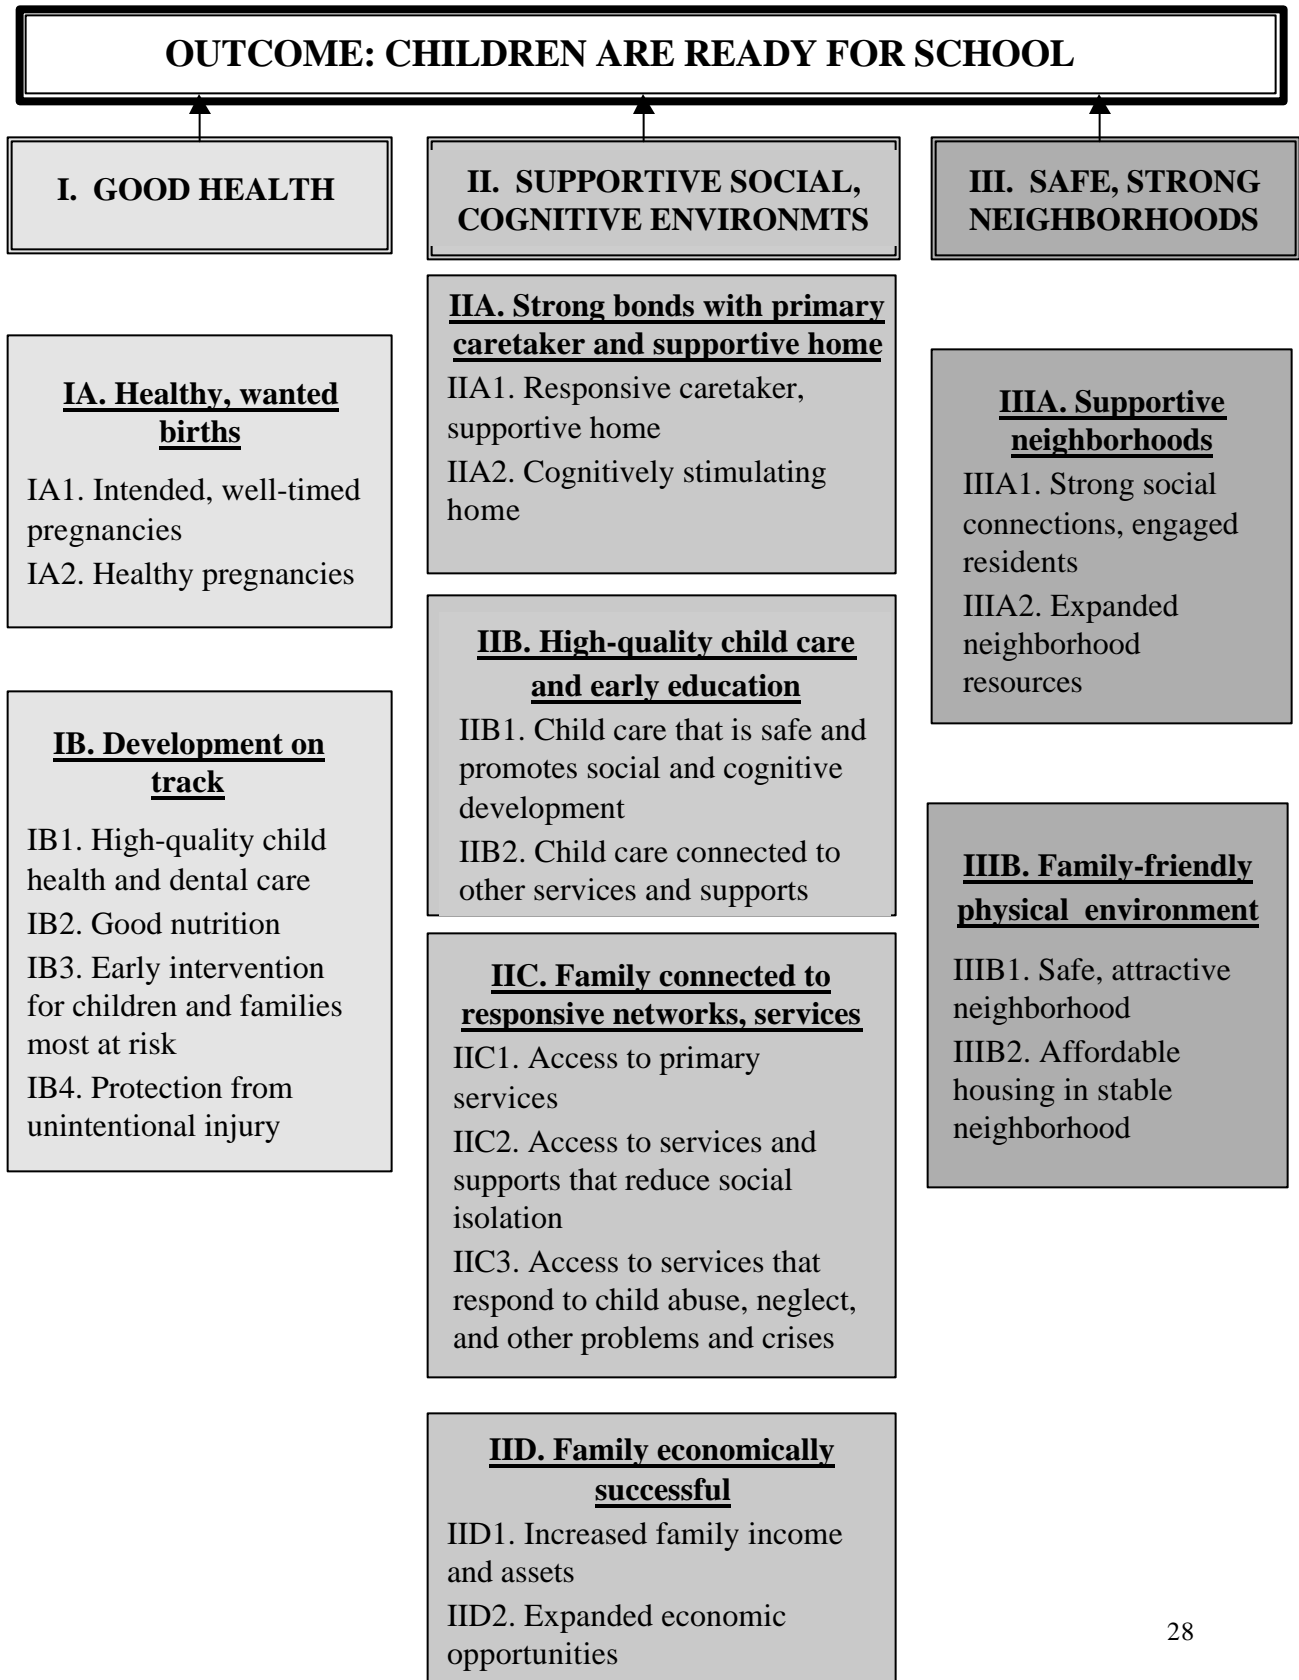 OUTCOME: CHILDREN ARE READY FOR SCHOOL
I. GOOD HEALTH
IA. Healthy, wanted
births
IA1. Intended, well-timed
pregnancies
IA2. Healthy pregnancies
IB. Development on
track
IB1. High-quality child
health and dental care
IB2. Good nutrition
IB3. Early intervention
for children and families
most at risk
IB4. Protection from
unintentional injury
II. SUPPORTIVE SOCIAL,
COGNITIVE ENVIRONMTS
IIA. Strong bonds with primary
caretaker and supportive home
IIA1. Responsive caretaker,
supportive home
IIA2. Cognitively stimulating
home
IIB. High-quality child care
and early education
IIB1. Child care that is safe and
promotes social and cognitive
development
IIB2. Child care connected to
other services and supports
IIC. Family connected to
responsive networks, services
IIC1. Access to primary
services
IIC2. Access to services and
supports that reduce social
isolation
IIC3. Access to services that
respond to child abuse, neglect,
and other problems and crises
IID. Family economically
successful
IID1. Increased family income
and assets
IID2. Expanded economic
opportunities
III. SAFE, STRONG
NEIGHBORHOODS
IIIA. Supportive
neighborhoods
IIIA1. Strong social
connections, engaged
residents
IIIA2. Expanded
neighborhood
resources
IIIB. Family-friendly
physical environment
IIIB1. Safe, attractive
neighborhood
IIIB2. Affordable
housing in stable
neighborhood
28